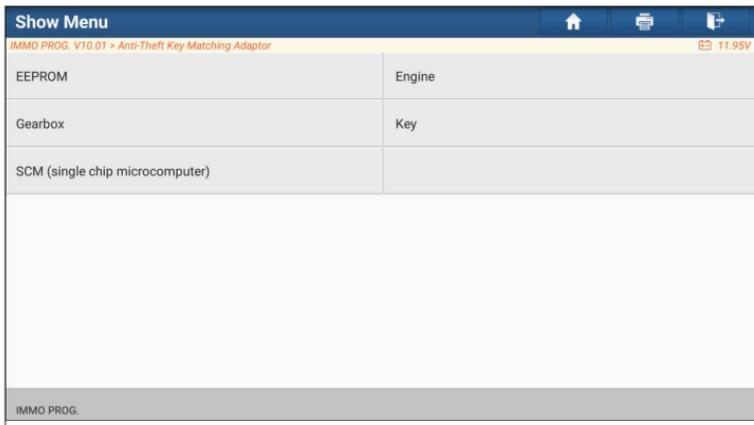 Show Menu
IMMO PROG. V10.01 > Anti-Theft Key Matching Adaptor 11.95V
EEPROM Engine
Gearbox Key
SCM (single chip microcomputer)
IMMO PROG.